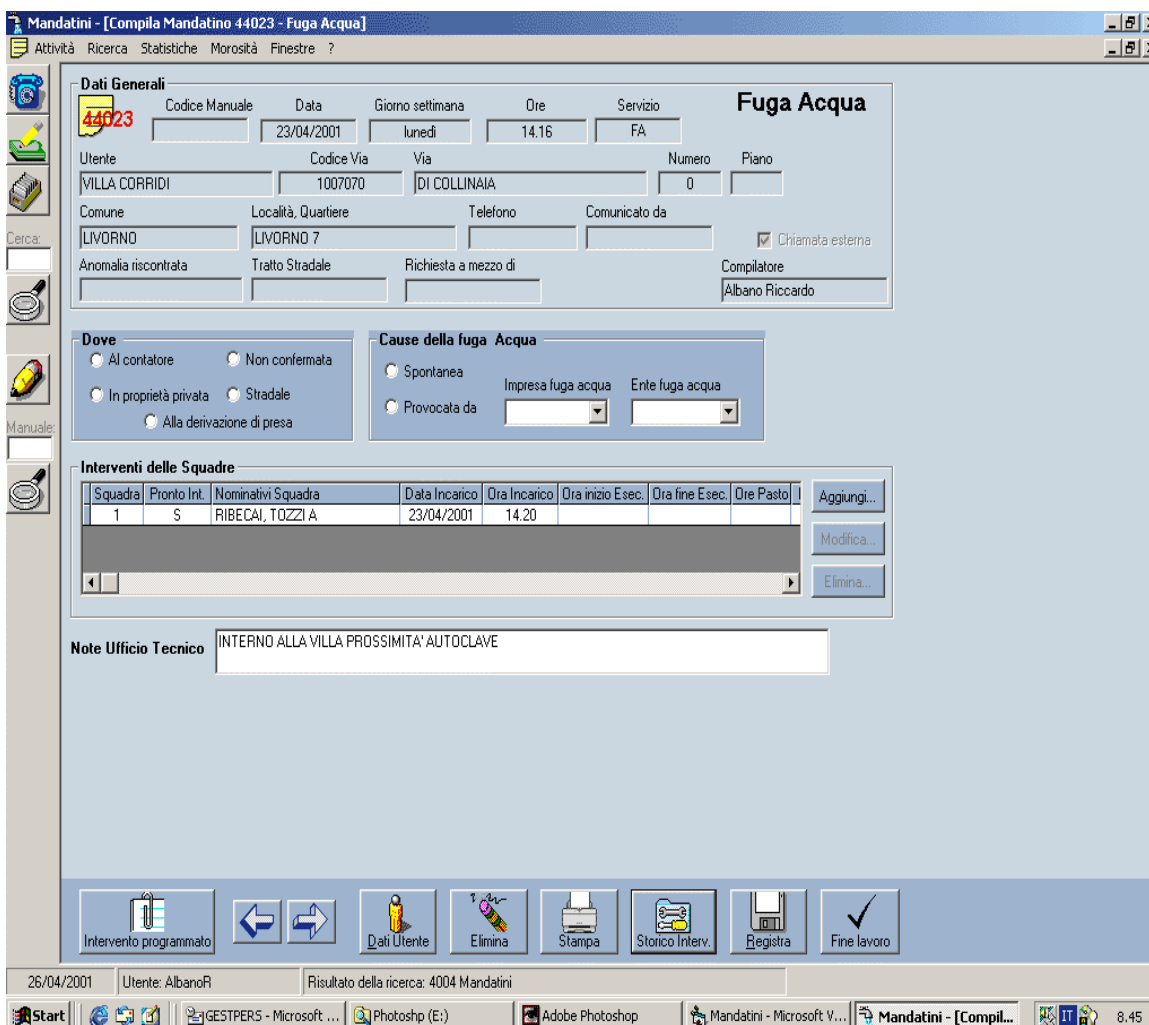 Mandatini - [Compila Mandatino 44023 - Fuga Acqua]
Attività Ricerca Statistiche Morosità Finestre ?
Dati Generali
44023
Codice Manuale Data Giorno settimana Ore Servizio
Fuga Acqua
23/04/2001 lunedì 14.16 FA
Utente Codice Via Via Numero Piano
VILLA CORRIDI 1007070 DI COLLINAIA 0
Comune Località, Quartiere Telefono Comunicato da
Cerca:
LIVORNO LIVORNO 7 Chiamata esterna
Anomalia riscontrata Tratto Stradale Richiesta a mezzo di Compilatore
Albano Riccardo
Dove
Al contatore Non confermata
In proprietà privata Stradale
Alla derivazione di presa
Cause della fuga Acqua
Spontanea
Impresa fuga acqua Ente fuga acqua
Provocata da
Manuale:
Interventi delle Squadre
Squadra Pronto Int. Nominativi Squadra Data Incarico Ora Incarico Ora inizio Esec. Ora fine Esec. Ore Pasto
1 S RIBECAI, TOZZI A 23/04/2001 14.20
Aggiungi...
Modifica...
Elimina...
Note Ufficio Tecnico
INTERNO ALLA VILLA PROSSIMITA' AUTOCLAVE
Intervento programmato Dati Utente Elimina Stampa Storico Interv. Registra Fine lavoro
26/04/2001 Utente: AlbanoR Risultato della ricerca: 4004 Mandatini
Start GESTPERS - Microsoft ... Photoshp (E:) Adobe Photoshop Mandatini - Microsoft V... Mandatini - [Compil... IT 8.45